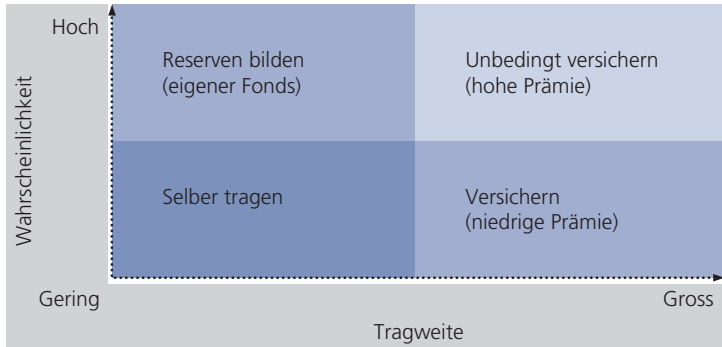 Hoch
Reserven bilden
(eigener Fonds)
Unbedingt versichern
(hohe Prämie)
Wahrscheinlichkeit
Selber tragen
Versichern
(niedrige Prämie)
Gering
Gross
Tragweite